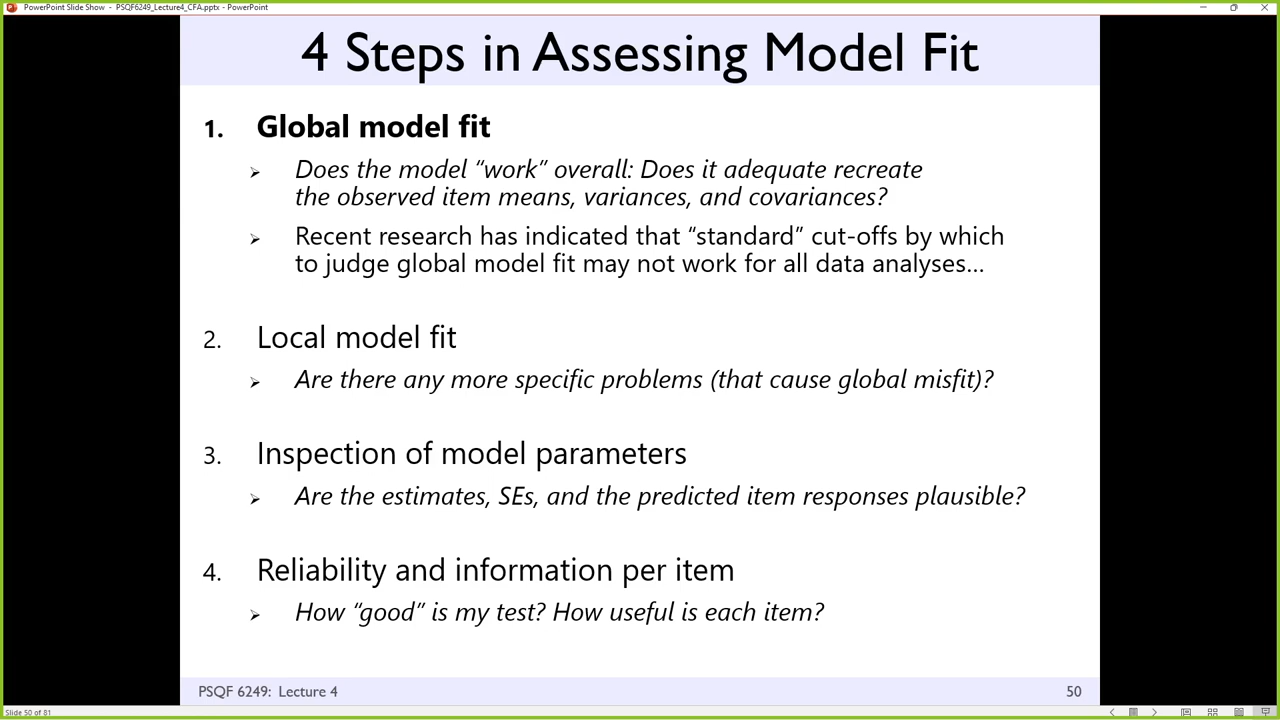 PowerPoint Slide Show - PSQF6249_Lecture4_CFA.pptx - PowerPoint
4 Steps in Assessing Model Fit
1. Global model fit
Does the model “work” overall: Does it adequate recreate
the observed item means, variances, and covariances?
Recent research has indicated that “standard” cut-offs by which
to judge global model fit may not work for all data analyses…
2. Local model fit
Are there any more specific problems (that cause global misfit)?
3. Inspection of model parameters
Are the estimates, SEs, and the predicted item responses plausible?
4. Reliability and information per item
How “good” is my test? How useful is each item?
PSQF 6249: Lecture 4
50
Slide 50 of 81